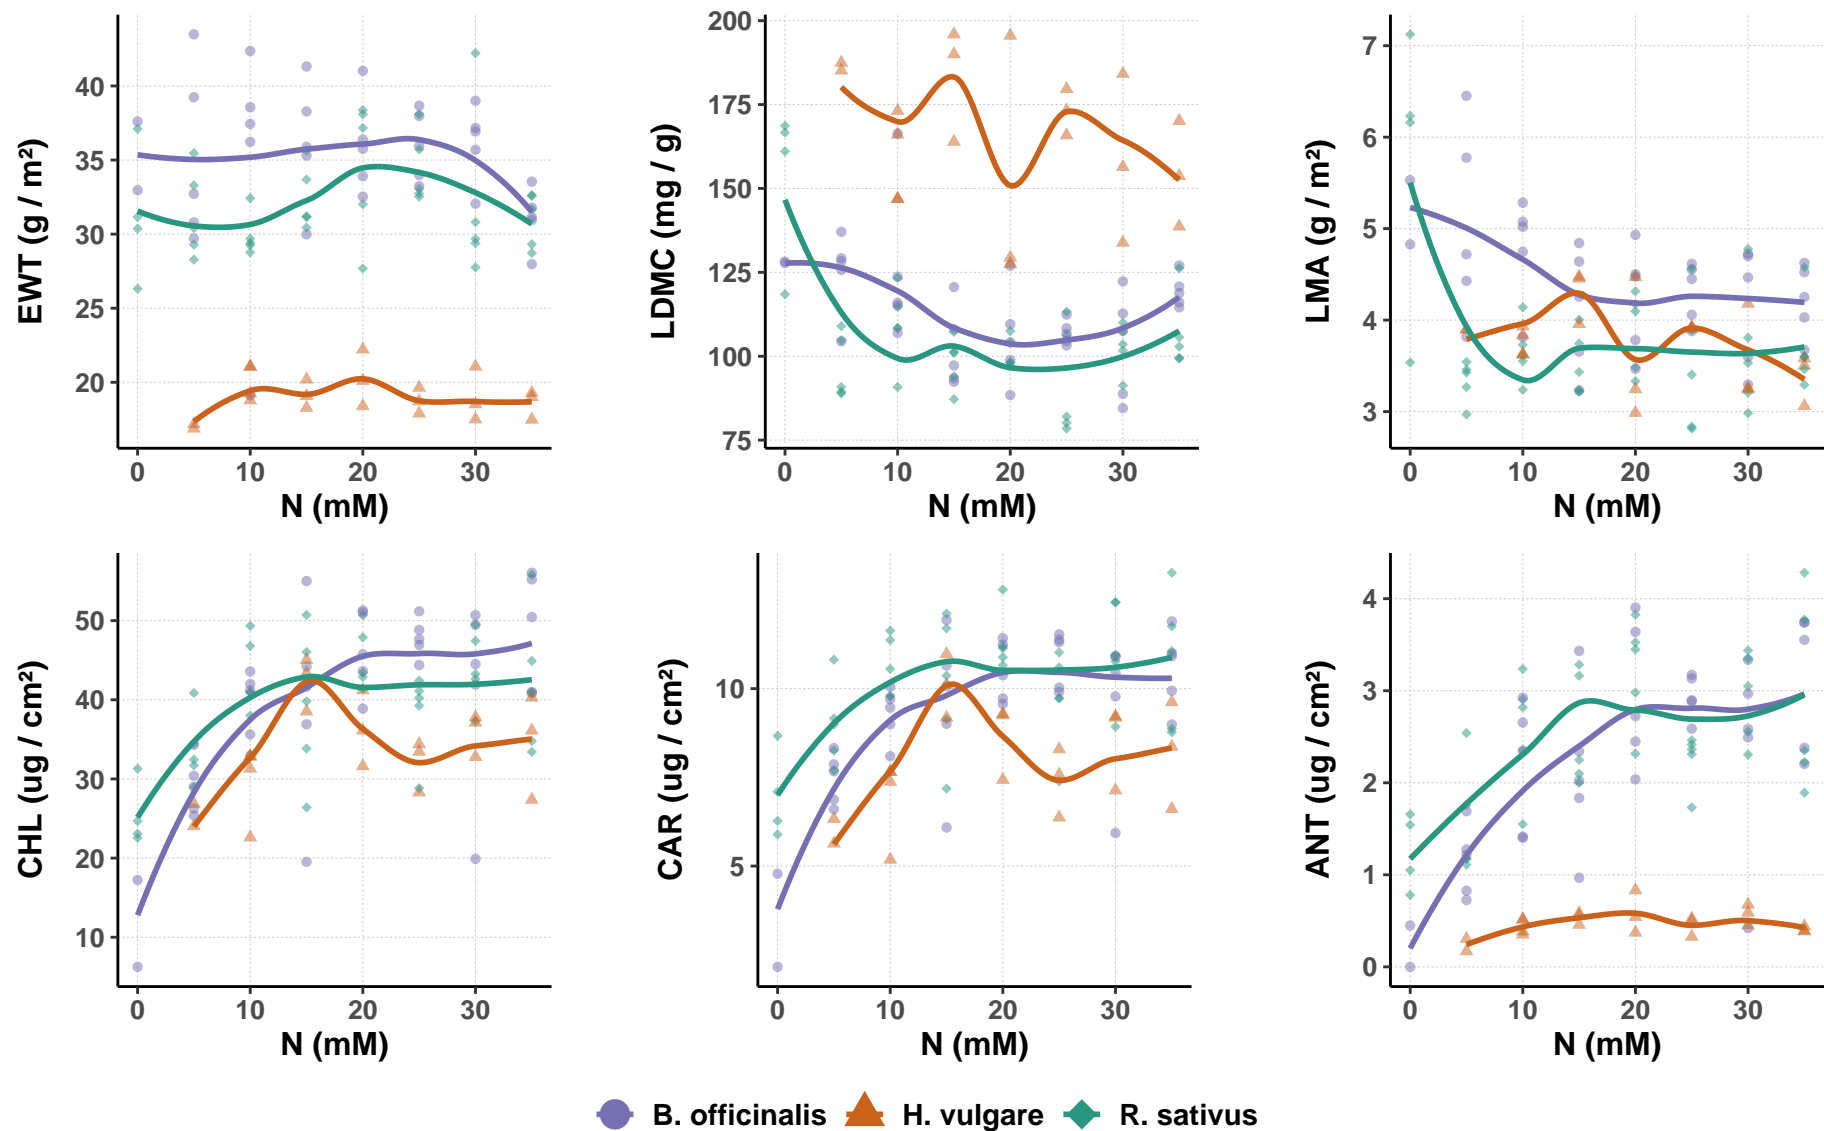 EWT (g / m²)
40
35
30
25
20
0 10 20 30
N (mM)
LDMC (mg / g)
200
175
150
125
100
75
0 10 20 30
N (mM)
LMA (g / m²)
7
6
5
4
3
0 10 20 30
N (mM)
CHL (ug / cm²)
50
40
30
20
10
0 10 20 30
N (mM)
CAR (ug / cm²)
10
5
0 10 20 30
N (mM)
ANT (ug / cm²)
4
3
2
1
0
0 10 20 30
N (mM)
B. officinalis H. vulgare R. sativus